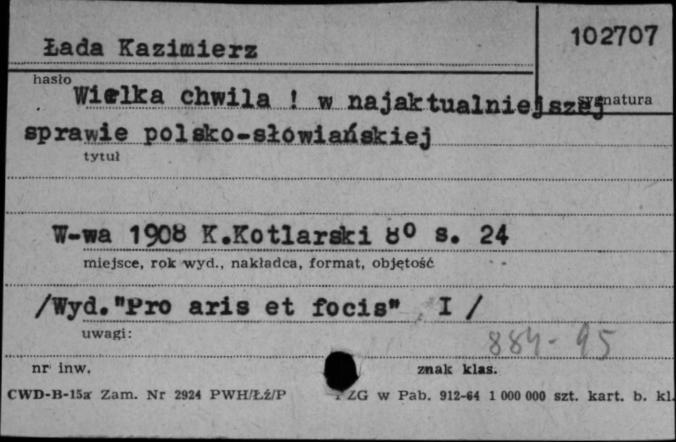 Łada Kazimierz
102707
hasło
Wielka chwila ! w najaktualniejszej
sygnatura
sprawie polsko-słowiańskiej
tytuł
W-wa 1908 K.Kotlarski 8° s. 24
miejsce, rok wyd., nakładca, format, objętość
/Wyd."Pro aris et focis" I /
uwagi:
884-95
nr inw.
znak klas.
CWD-B-15a Zam. Nr 2924 PWH/Łź/P ZG w Pab. 912-64 1 000 000 szt. kart. b. kl.